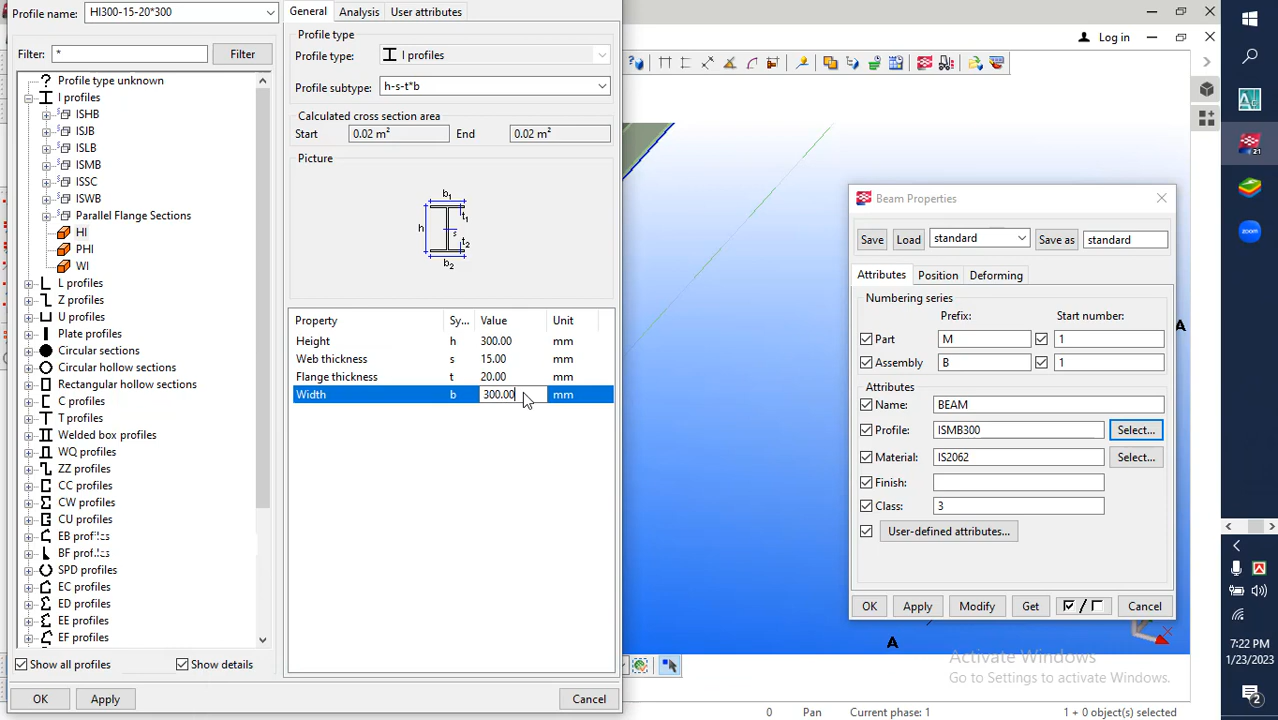 Profile name: HI300-15-20*300
Filter: * Filter
Profile type unknown
I profiles
ISHB
ISJB
ISLB
ISMB
ISSC
ISWB
Parallel Flange Sections
HI
PHI
WI
L profiles
Z profiles
U profiles
Plate profiles
Circular sections
Circular hollow sections
Rectangular hollow sections
C profiles
T profiles
Welded box profiles
WQ profiles
ZZ profiles
CC profiles
CW profiles
CU profiles
EB profiles
BF profiles
SPD profiles
EC profiles
ED profiles
EE profiles
EF profiles
Show all profiles Show details
OK Apply Cancel
General Analysis User attributes
Profile type
Profile type: I profiles
Profile subtype: h-s-t*b
Calculated cross section area
Start 0.02 m² End 0.02 m²
Picture
b1
t1
h s
t2
b2
Property Sy... Value Unit
Height h 300.00 mm
Web thickness s 15.00 mm
Flange thickness t 20.00 mm
Width b 300.00 mm
Log in
Beam Properties
Save Load standard Save as standard
Attributes Position Deforming
Numbering series
Prefix: Start number:
Part M 1
Assembly B 1
Attributes
Name: BEAM
Profile: ISMB300 Select...
Material: IS2062 Select...
Finish:
Class: 3
User-defined attributes...
OK Apply Modify Get / Cancel
A
A
Activate Windows
Go to Settings to activate Windows.
0 Pan Current phase: 1 1 + 0 object(s) selected
21
zoom
7:22 PM
1/23/2023
2